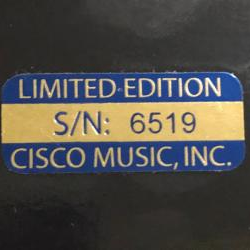 LIMITED EDITION
S/N: 6519
CISCO MUSIC, INC.